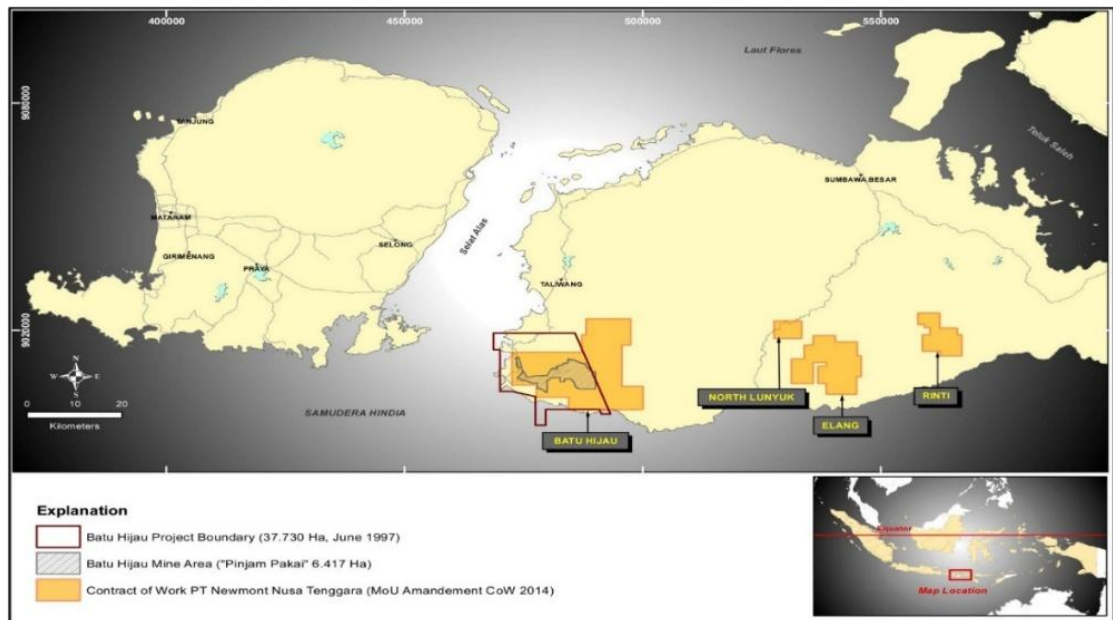 400000 450000 500000 550000
Laut Flores
9080000
TANJUNG
Teluk Saleh
SUMBAWA BESAR
MATARAM
Selat Alas
SELONG
GIRIMENANG
PRAYA
TALIWANG
9020000
N
W E
S
NORTH LUNYUK
RINTI
10 0 20
Kilometers
SAMUDERA HINDIA
ELANG
BATU HIJAU
Explanation
Batu Hijau Project Boundary (37.730 Ha, June 1997)
Batu Hijau Mine Area ("Pinjam Pakai" 6.417 Ha)
Contract of Work PT Newmont Nusa Tenggara (MoU Amandement CoW 2014)
Equator
Map Location